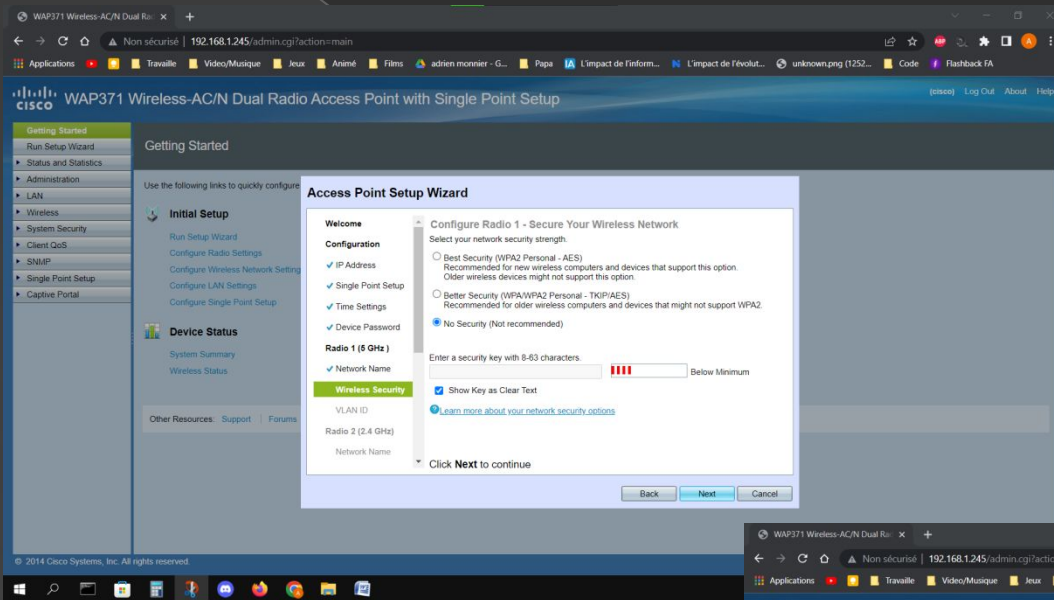 WAP371 Wireless-AC/N Dual Rad
Non sécurisé | 192.168.1.245/admin.cgi?action=main
Applications Travaille Video/Musique Jeux Animé Films adrien monnier - G... Papa L'impact de l'inform... L'impact de l'évolut... unknown.png (1252... Code Flashback FA
cisco WAP371 Wireless-AC/N Dual Radio Access Point with Single Point Setup
(cisco) Log Out About Help
Getting Started
Run Setup Wizard
Status and Statistics
Administration
LAN
Wireless
System Security
Client QoS
SNMP
Single Point Setup
Captive Portal
Getting Started
Use the following links to quickly configure
Initial Setup
Run Setup Wizard
Configure Radio Settings
Configure Wireless Network Setting
Configure LAN Settings
Configure Single Point Setup
Device Status
System Summary
Wireless Status
Other Resources: Support | Forums
Access Point Setup Wizard
Welcome
Configuration
IP Address
Single Point Setup
Time Settings
Device Password
Radio 1 (5 GHz )
Network Name
Wireless Security
VLAN ID
Radio 2 (2.4 GHz)
Network Name
Configure Radio 1 - Secure Your Wireless Network
Select your network security strength.
Best Security (WPA2 Personal - AES)
Recommended for new wireless computers and devices that support this option.
Older wireless devices might not support this option.
Better Security (WPA/WPA2 Personal - TKIP/AES)
Recommended for older wireless computers and devices that might not support WPA2.
No Security (Not recommended)
Enter a security key with 8-63 characters.
Below Minimum
Show Key as Clear Text
Learn more about your network security options
Click Next to continue
Back Next Cancel
© 2014 Cisco Systems, Inc. All rights reserved.
WAP371 Wireless-AC/N Dual Rad
Non sécurisé | 192.168.1.245/admin.cgi?actio
Applications Travaille Video/Musique Jeux